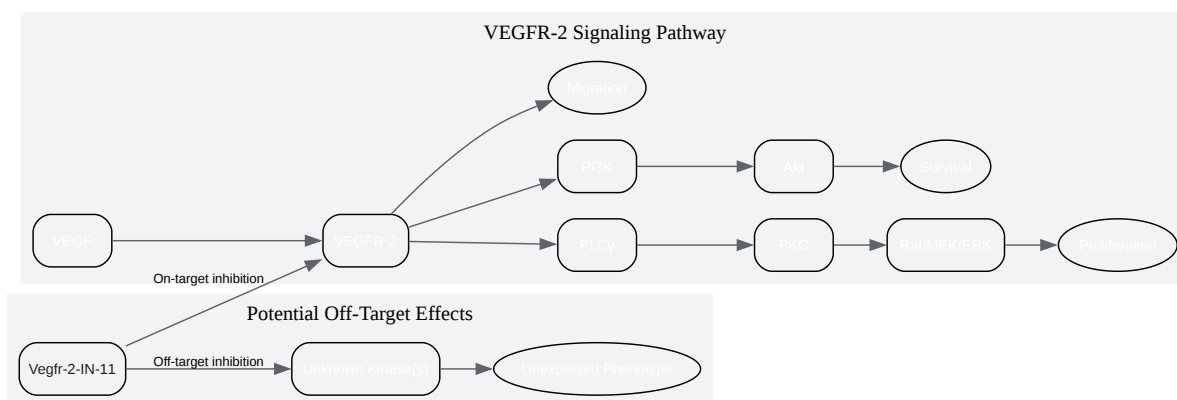 VEGFR-2 Signaling Pathway
Migration
PI3K
Akt
Survival
VEGF
VEGFR-2
PLCγ
PKC
Raf/MEK/ERK
Proliferation
On-target inhibition
Potential Off-Target Effects
Vegfr-2-IN-11
Off-target inhibition
Unknown Kinase(s)
Unexpected Phenotype